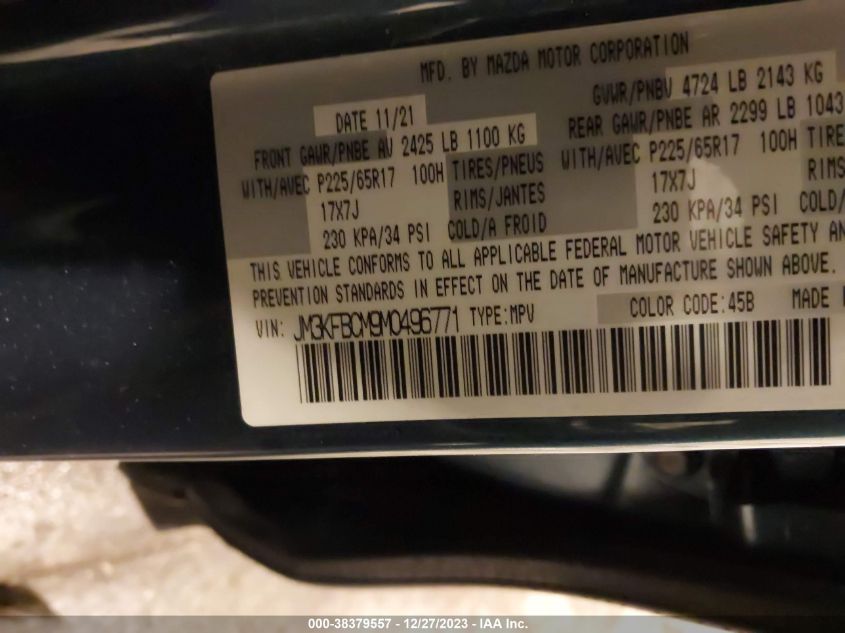 MFD. BY MAZDA MOTOR CORPORATION
DATE 11/21 GVWR/PNBV 4724 LB 2143 KG
FRONT GAWR/PNBE AV 2425 LB 1100 KG REAR GAWR/PNBE AR 2299 LB 1043
WITH/AVEC P225/65R17 100H TIRES/PNEUS WITH/AVEC P225/65R17 100H TIRES
17X7J RIMS/JANTES 17X7J RIMS
230 KPA/34 PSI COLD/A FROID 230 KPA/34 PSI COLD/
THIS VEHICLE CONFORMS TO ALL APPLICABLE FEDERAL MOTOR VEHICLE SAFETY AN
PREVENTION STANDARDS IN EFFECT ON THE DATE OF MANUFACTURE SHOWN ABOVE.
VIN: JM3KFBCM9M0496771 TYPE:MPV COLOR CODE:45B MADE
000-38379557 - 12/27/2023 - IAA Inc.